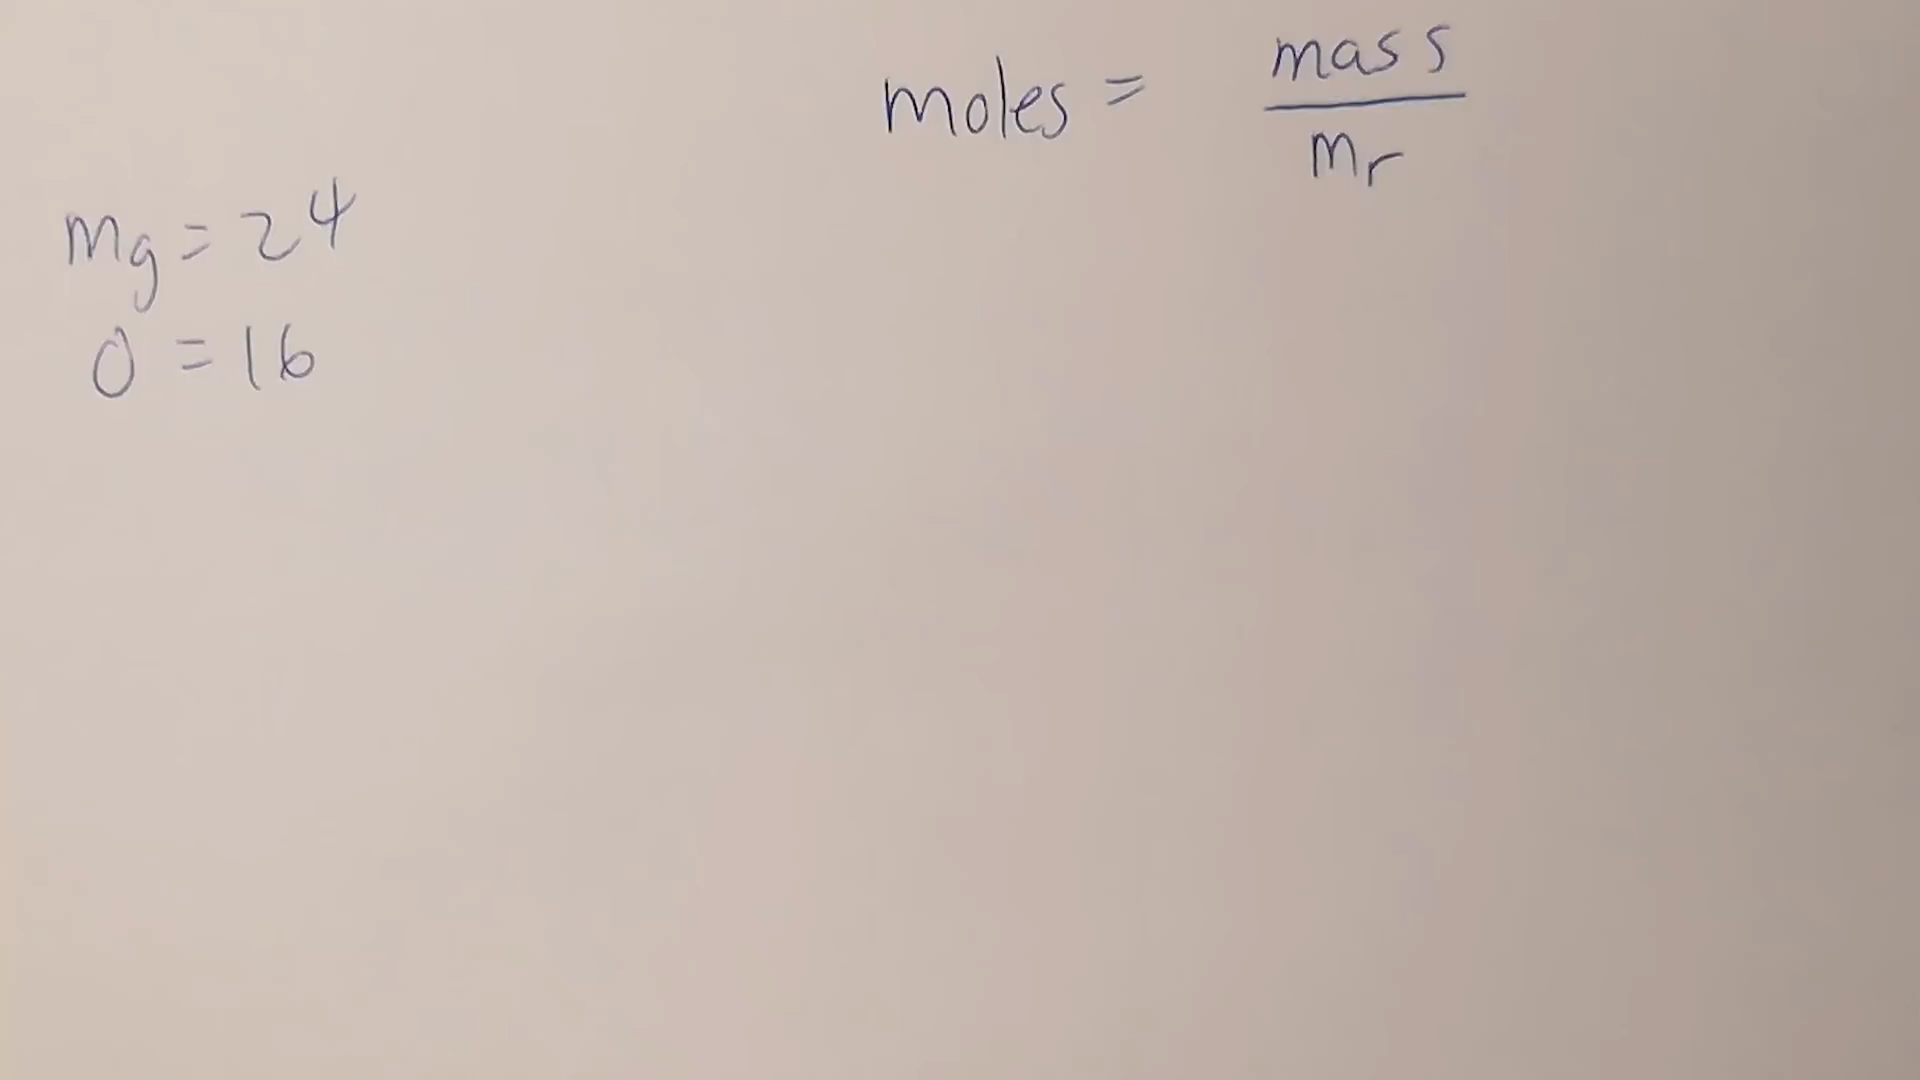 moles = mass
mr
mg = 24
O = 16